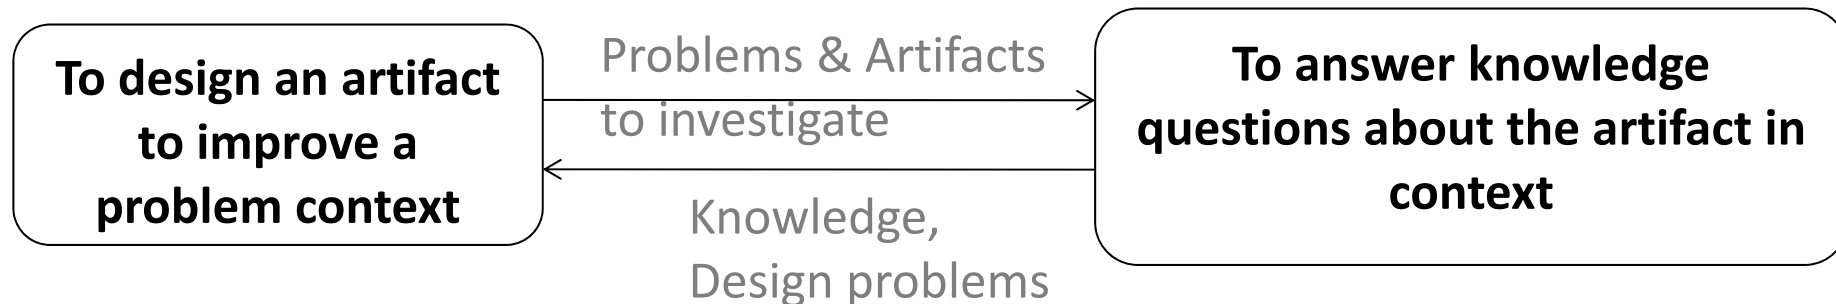 To design an artifact
to improve a
problem context
Problems & Artifacts
to investigate
Knowledge,
Design problems
To answer knowledge
questions about the artifact in
context